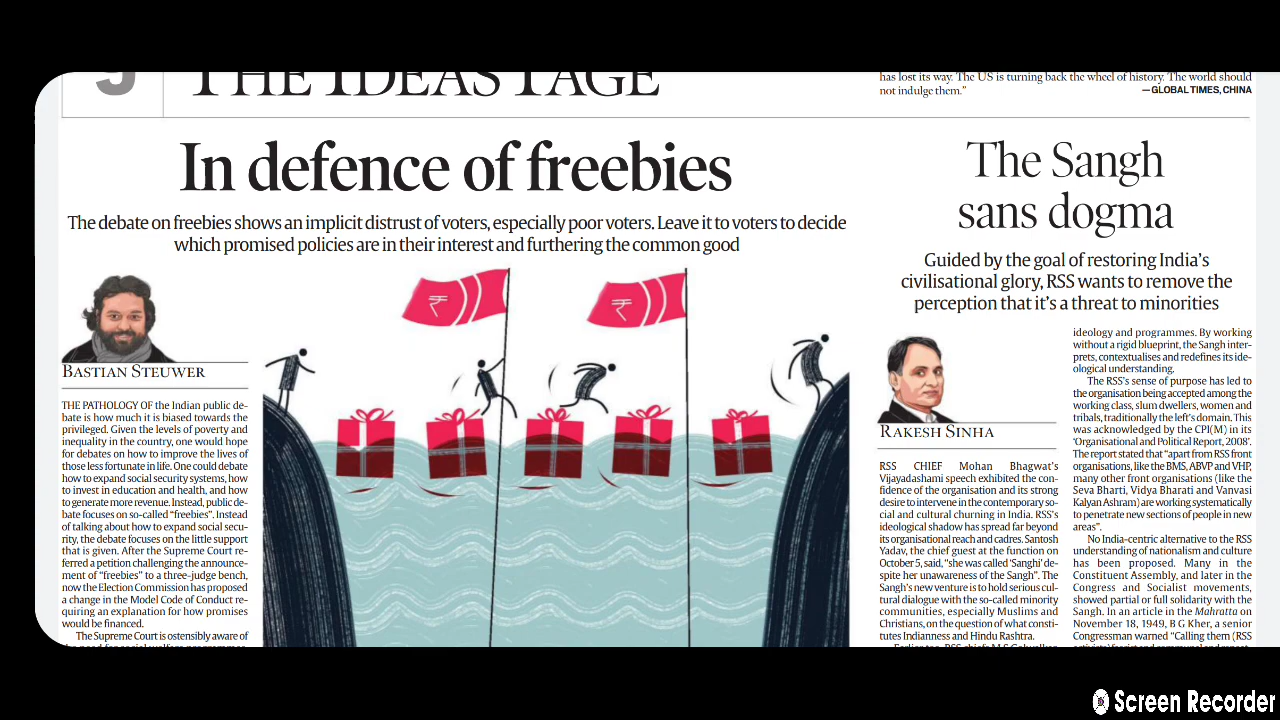 THE IDEAS PAGE
has lost its way. The US is turning back the wheel of history. The world should
not indulge them."
—GLOBAL TIMES, CHINA
In defence of freebies
The debate on freebies shows an implicit distrust of voters, especially poor voters. Leave it to voters to decide
which promised policies are in their interest and furthering the common good
BASTIAN STEUWER
THE PATHOLOGY OF the Indian public de-
bate is how much it is biased towards the
privileged. Given the levels of poverty and
inequality in the country, one would hope
for debates on how to improve the lives of
those less fortunate in life. One could debate
how to expand social security systems, how
to invest in education and health, and how
to generate more revenue. Instead, public de-
bate focuses on so-called "freebies". Instead
of talking about how to expand social secu-
rity, the debate focuses on the little support
that is given. After the Supreme Court re-
ferred a petition challenging the announce-
ment of "freebies" to a three-judge bench,
now the Election Commission has proposed
a change in the Model Code of Conduct re-
quiring an explanation for how promises
would be financed.
The Supreme Court is ostensibly aware of
₹
₹
The Sangh
sans dogma
Guided by the goal of restoring India's
civilisational glory, RSS wants to remove the
perception that it's a threat to minorities
RAKESH SINHA
RSS CHIEF Mohan Bhagwat's
Vijayadashami speech exhibited the con-
fidence of the organisation and its strong
desire to intervene in the contemporary so-
cial and cultural churning in India. RSS's
ideological shadow has spread far beyond
its organisational reach and cadres. Santosh
Yadav, the chief guest at the function on
October 5, said, "she was called 'Sanghi' de-
spite her unawareness of the Sangh". The
Sangh's new venture is to hold serious cul-
tural dialogue with the so-called minority
communities, especially Muslims and
Christians, on the question of what consti-
tutes Indianness and Hindu Rashtra.
ideology and programmes. By working
without a rigid blueprint, the Sangh inter-
prets, contextualises and redefines its ide-
ological understanding.
The RSS's sense of purpose has led to
the organisation being accepted among the
working class, slum dwellers, women and
tribals, traditionally the left's domain. This
was acknowledged by the CPI(M) in its
'Organisational and Political Report, 2008'.
The report stated that "apart from RSS front
organisations, like the BMS, ABVP and VHP,
many other front organisations (like the
Seva Bharti, Vidya Bharati and Vanvasi
Kalyan Ashram) are working systematically
to penetrate new sections of people in new
areas".
No India-centric alternative to the RSS
understanding of nationalism and culture
has been proposed. Many in the
Constituent Assembly, and later in the
Congress and Socialist movements,
showed partial or full solidarity with the
Sangh. In an article in the Mahratta on
November 18, 1949, B G Kher, a senior
Congressman warned "Calling them (RSS
Screen Recorder